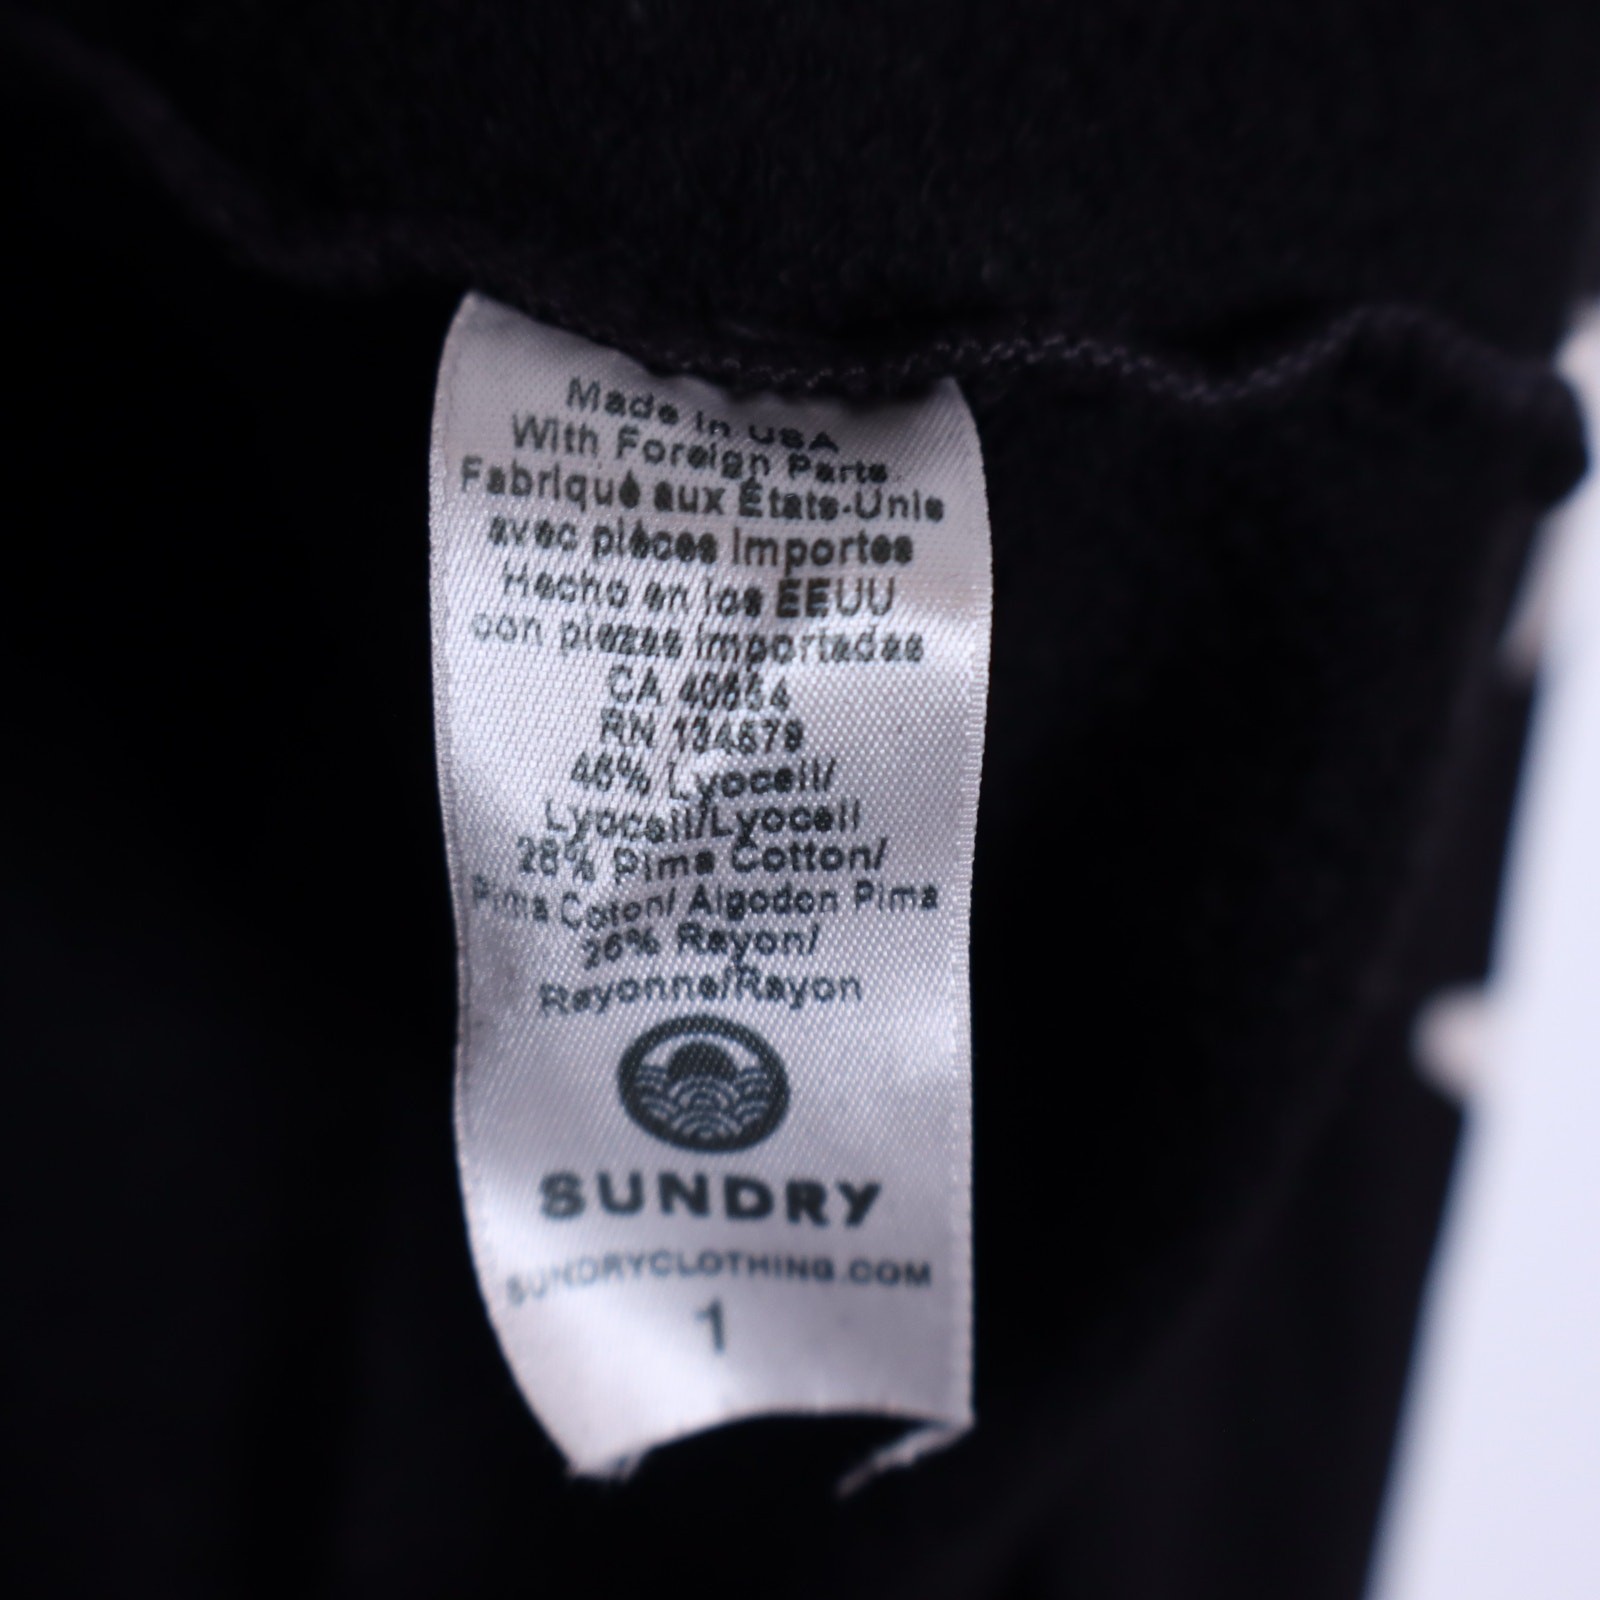 Made in USA
With Foreign Parts
Fabriqué aux États-Unis
avec pièces importes
Hecho en los EEUU
con piezas importadas
CA 40554
RN 134579
46% Lyocell/
Lyocell/Lyocell
28% Pima Cotton/
Pima Coton/ Algodon Pima
26% Rayon/
Rayonne/Rayon
SUNDRY
SUNDRYCLOTHING.COM
1